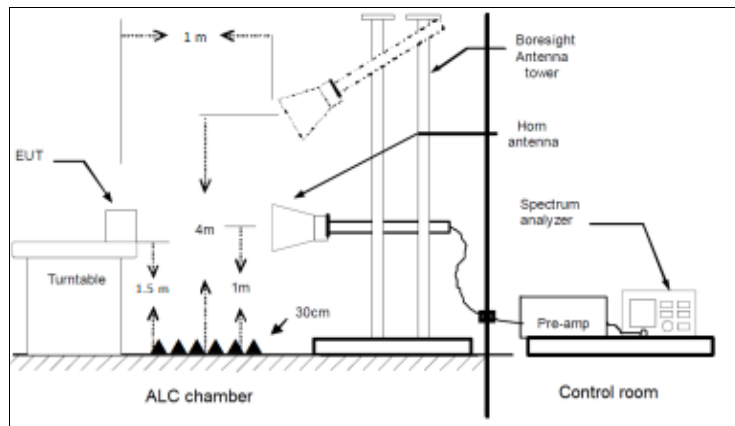 1 m
Boresight
Antenna
tower
Horn
antenna
EUT
Spectrum
analyzer
4m
Turntable
1.5 m
1m
30cm
Pre-amp
ALC chamber
Control room